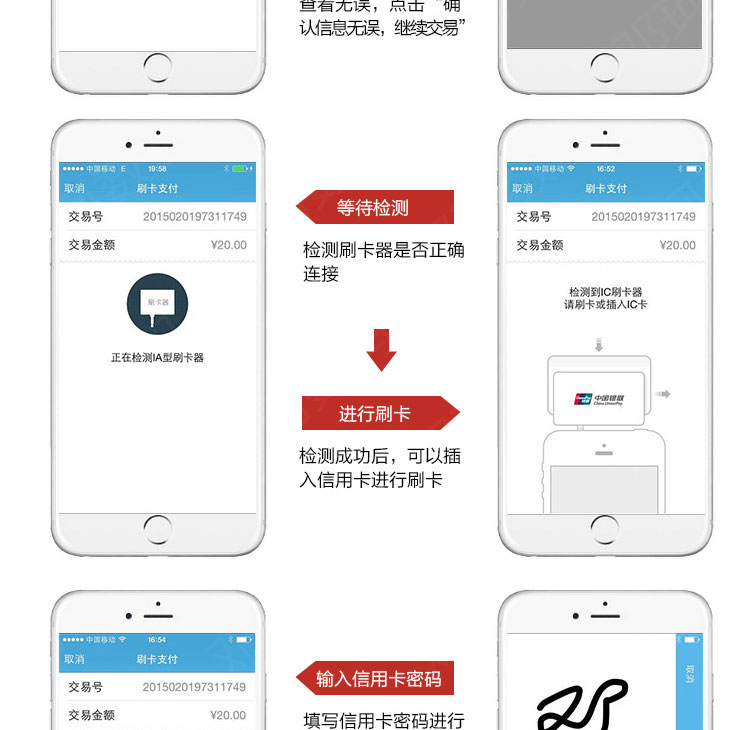 查看无误，点击“确
认信息无误，继续交易”
中国移动 E 19:58
取消 刷卡支付
交易号 2015020197311749
交易金额 ¥20.00
刷卡器
正在检测IA型刷卡器
等待检测
检测刷卡器是否正确
连接
进行刷卡
检测成功后，可以插
入信用卡进行刷卡
中国移动 16:52
取消 刷卡支付
交易号 2015020197311749
交易金额 ¥20.00
检测到IC刷卡器
请刷卡或插入IC卡
中国银联
China UnionPay
中国移动 16:54
取消 刷卡支付
交易号 2015020197311749
交易金额 ¥20.00
输入信用卡密码
填写信用卡密码进行
取消